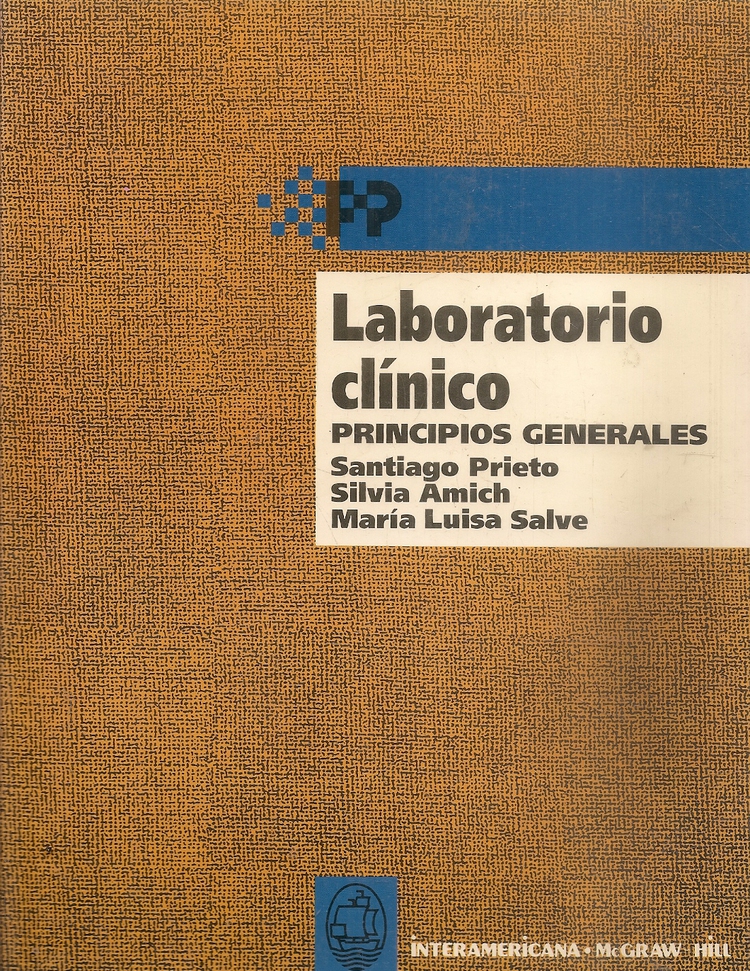 FP
Laboratorio
clínico
PRINCIPIOS GENERALES
Santiago Prieto
Silvia Amich
María Luisa Salve
INTERAMERICANA • McGRAW HILL